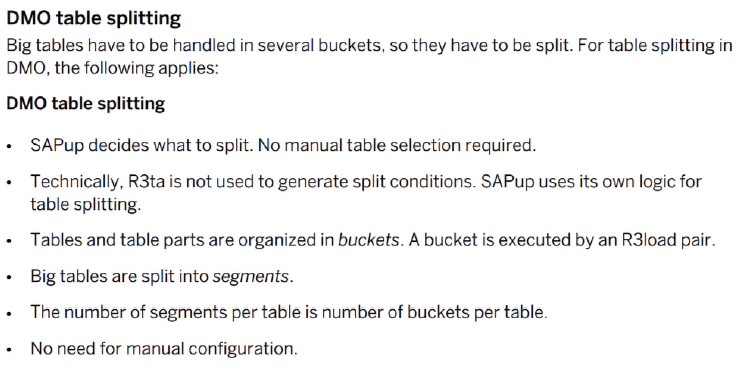 DMO table splitting
Big tables have to be handled in several buckets, so they have to be split. For table splitting in
DMO, the following applies:
DMO table splitting
• SAPup decides what to split. No manual table selection required.
• Technically, R3ta is not used to generate split conditions. SAPup uses its own logic for
table splitting.
• Tables and table parts are organized in buckets. A bucket is executed by an R3load pair.
• Big tables are split into segments.
• The number of segments per table is number of buckets per table.
• No need for manual configuration.